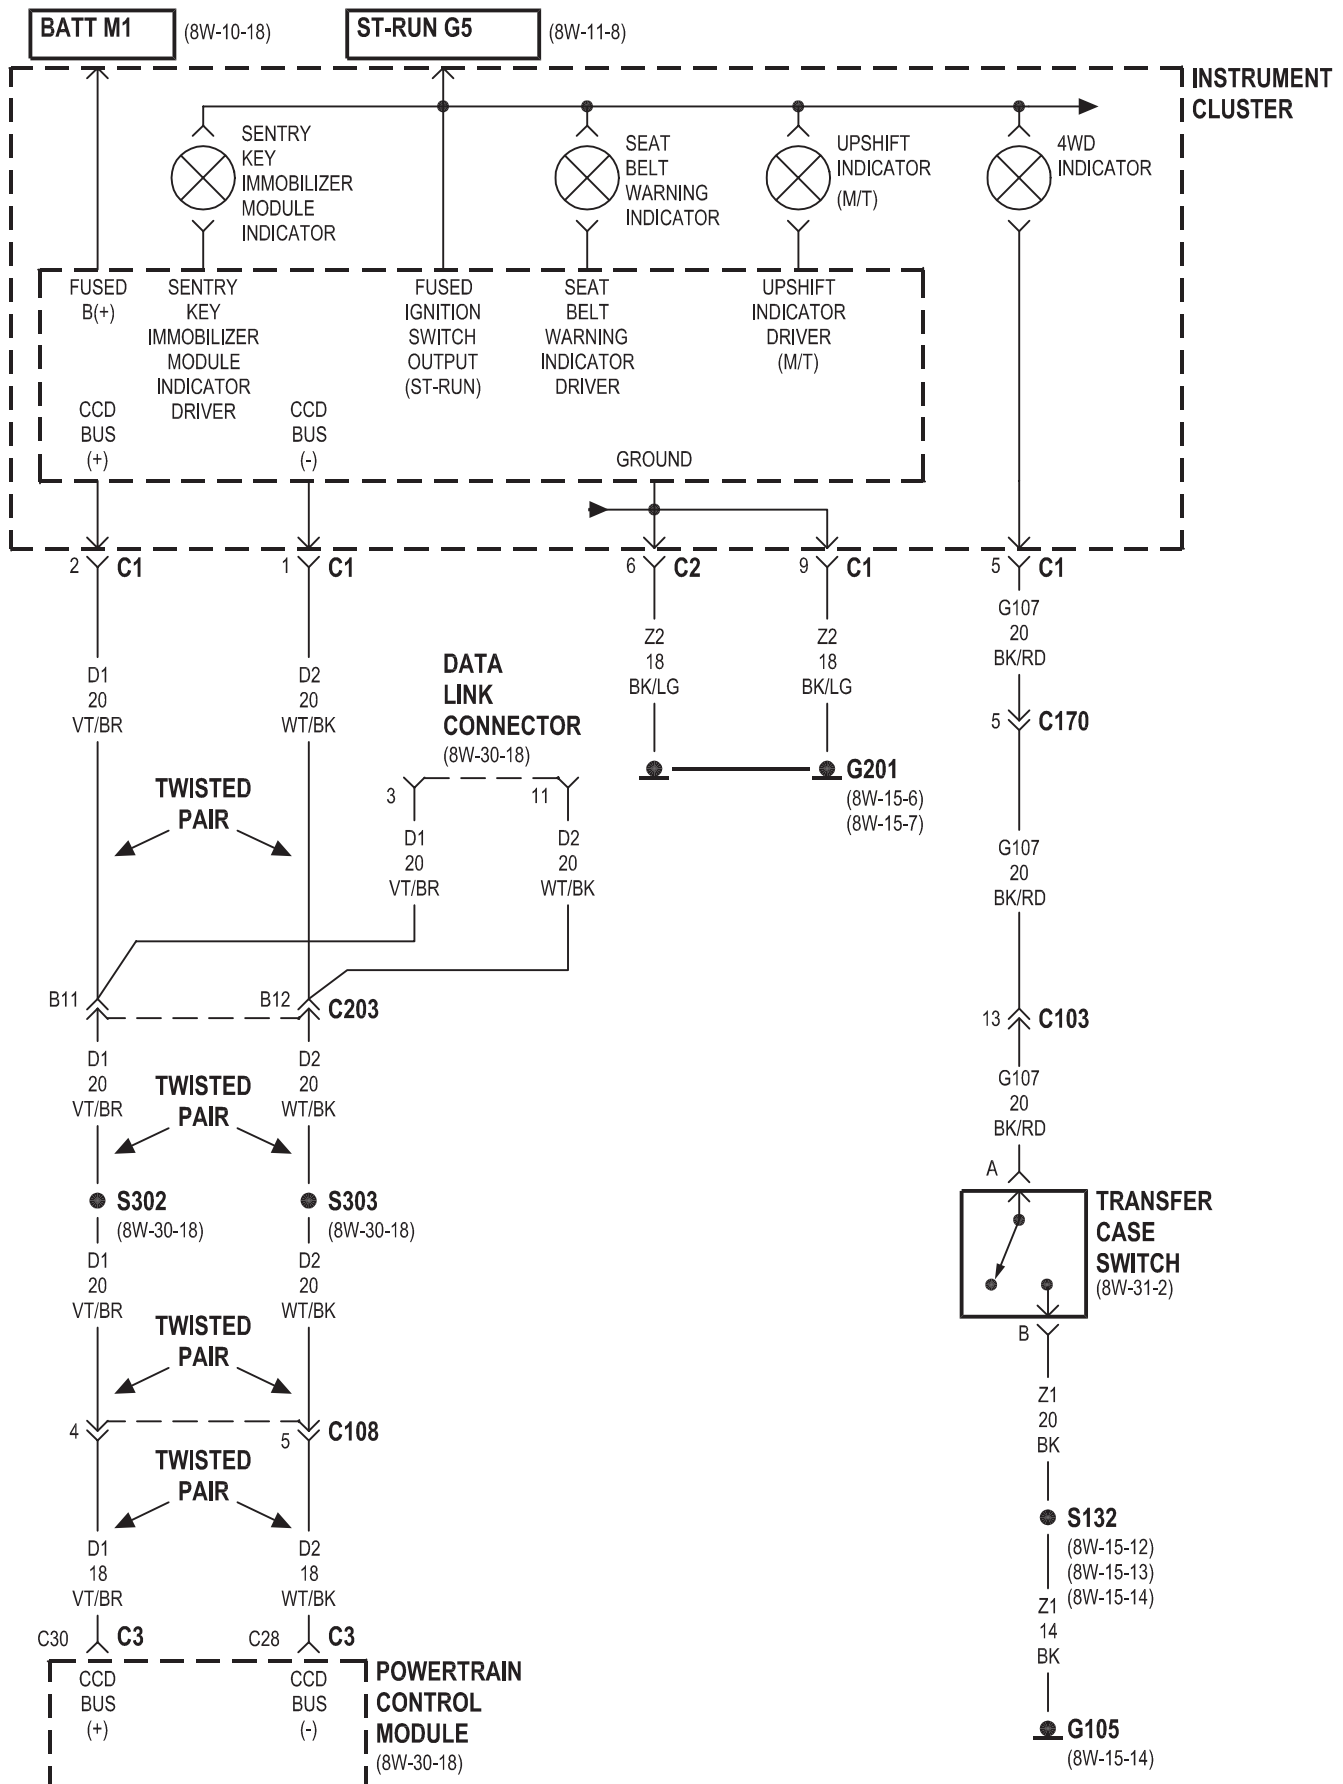 BATT M1
(8W-10-18)
ST-RUN G5
(8W-11-8)
INSTRUMENT
CLUSTER
SENTRY
KEY
IMMOBILIZER
MODULE
INDICATOR
SEAT
BELT
WARNING
INDICATOR
UPSHIFT
INDICATOR
(M/T)
4WD
INDICATOR
FUSED
B(+)
SENTRY
KEY
IMMOBILIZER
MODULE
INDICATOR
DRIVER
FUSED
IGNITION
SWITCH
OUTPUT
(ST-RUN)
SEAT
BELT
WARNING
INDICATOR
DRIVER
UPSHIFT
INDICATOR
DRIVER
(M/T)
CCD
BUS
(+)
CCD
BUS
(-)
GROUND
2 C1
1 C1
6 C2
9 C1
5 C1
D1
20
VT/BR
D2
20
WT/BK
Z2
18
BK/LG
Z2
18
BK/LG
G107
20
BK/RD
DATA
LINK
CONNECTOR
(8W-30-18)
5 C170
G201
(8W-15-6)
(8W-15-7)
TWISTED
PAIR
3
11
D1
20
VT/BR
D2
20
WT/BK
G107
20
BK/RD
B11
B12 C203
13 C103
D1
20
VT/BR
TWISTED
PAIR
D2
20
WT/BK
G107
20
BK/RD
S302
(8W-30-18)
S303
(8W-30-18)
A
TRANSFER
CASE
SWITCH
(8W-31-2)
B
D1
20
VT/BR
D2
20
WT/BK
TWISTED
PAIR
4
5 C108
Z1
20
BK
TWISTED
PAIR
S132
(8W-15-12)
(8W-15-13)
(8W-15-14)
D1
18
VT/BR
D2
18
WT/BK
Z1
14
BK
C30 C3
C28 C3
CCD
BUS
(+)
CCD
BUS
(-)
POWERTRAIN
CONTROL
MODULE
(8W-30-18)
G105
(8W-15-14)